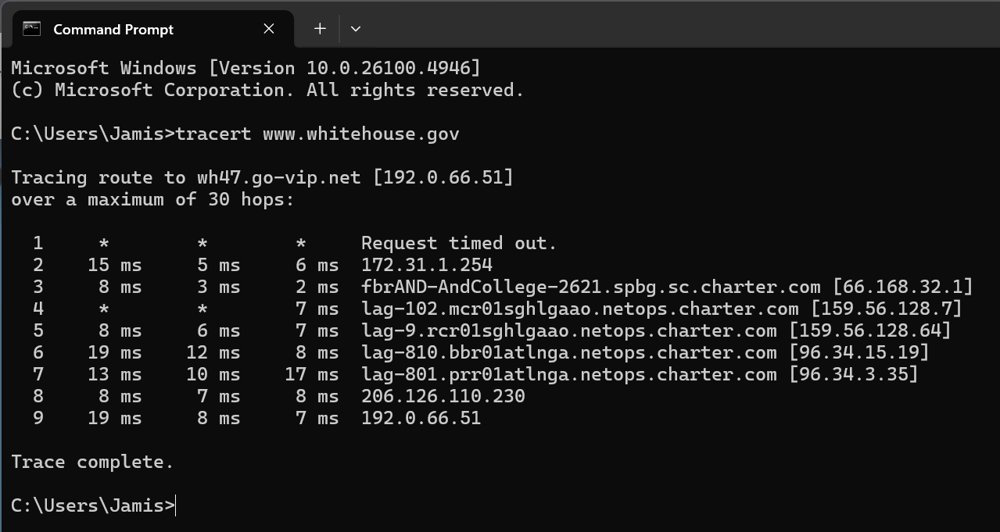 Command Prompt
Microsoft Windows [Version 10.0.26100.4946]
(c) Microsoft Corporation. All rights reserved.
C:\Users\Jamis>tracert www.whitehouse.gov
Tracing route to wh47.go-vip.net [192.0.66.51]
over a maximum of 30 hops:
  1     *        *        *     Request timed out.
  2    15 ms     5 ms     6 ms  172.31.1.254
  3     8 ms     3 ms     2 ms  fbrAND-AndCollege-2621.spbg.sc.charter.com [66.168.32.1]
  4     *        *        7 ms  lag-102.mcr01sghlgaao.netops.charter.com [159.56.128.7]
  5     8 ms     6 ms     7 ms  lag-9.rcr01sghlgaao.netops.charter.com [159.56.128.64]
  6    19 ms    12 ms     8 ms  lag-810.bbr01atlnga.netops.charter.com [96.34.15.19]
  7    13 ms    10 ms    17 ms  lag-801.prr01atlnga.netops.charter.com [96.34.3.35]
  8     8 ms     7 ms     8 ms  206.126.110.230
  9    19 ms     8 ms     7 ms  192.0.66.51
Trace complete.
C:\Users\Jamis>